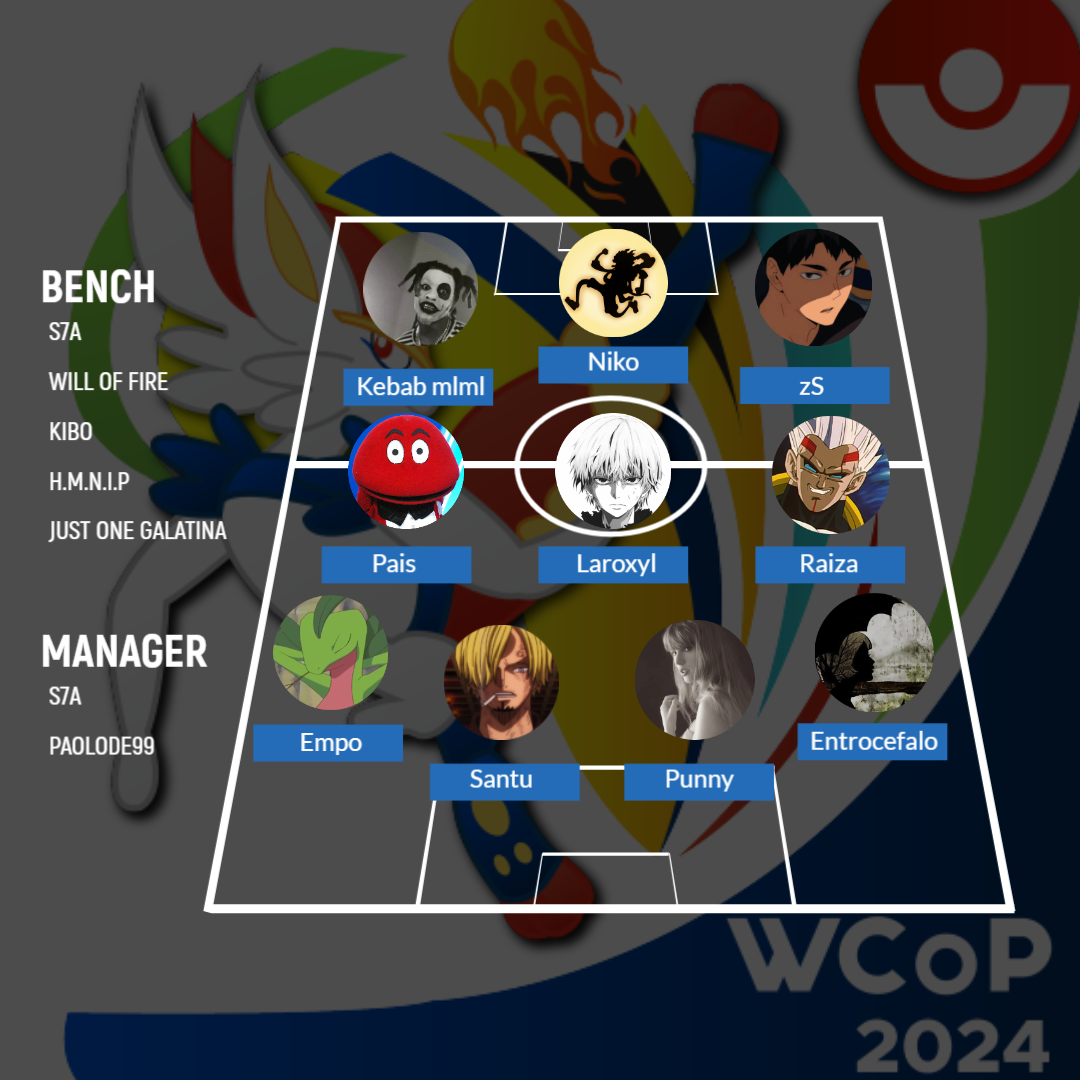 BENCH
S7A
WILL OF FIRE
KIBO
H.M.N.I.P
JUST ONE GALATINA
MANAGER
S7A
PAOLODE99
Kebab mlml
Niko
zS
Pais
Laroxyl
Raiza
Empo
Santu
Punny
Entrocefalo
WCoP
2024